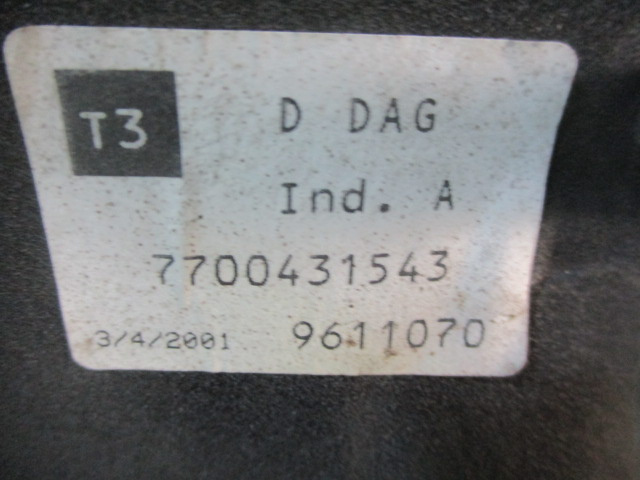 T3
D DAG
Ind. A
7700431543
3/4/2001 9611070